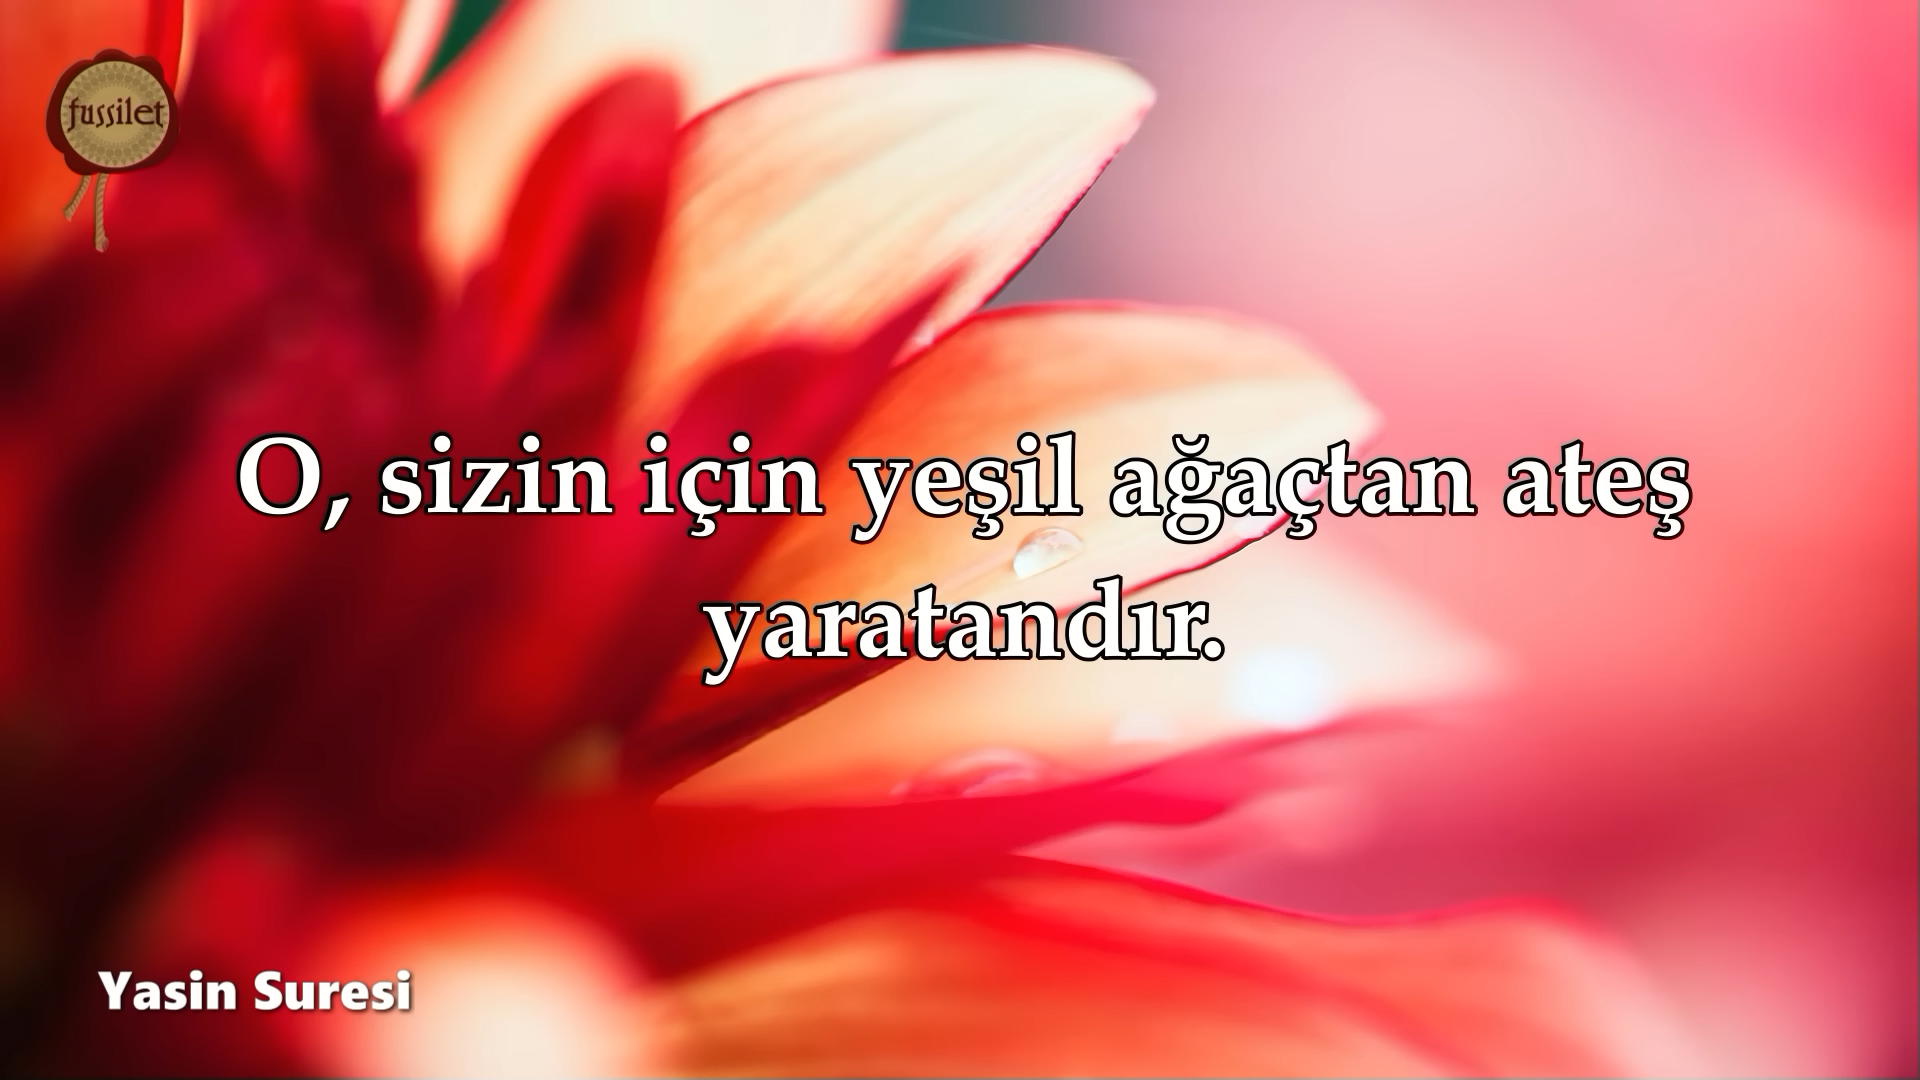 fussilet
O, sizin için yeşil ağaçtan ateş
yaratandır.
Yasin Suresi